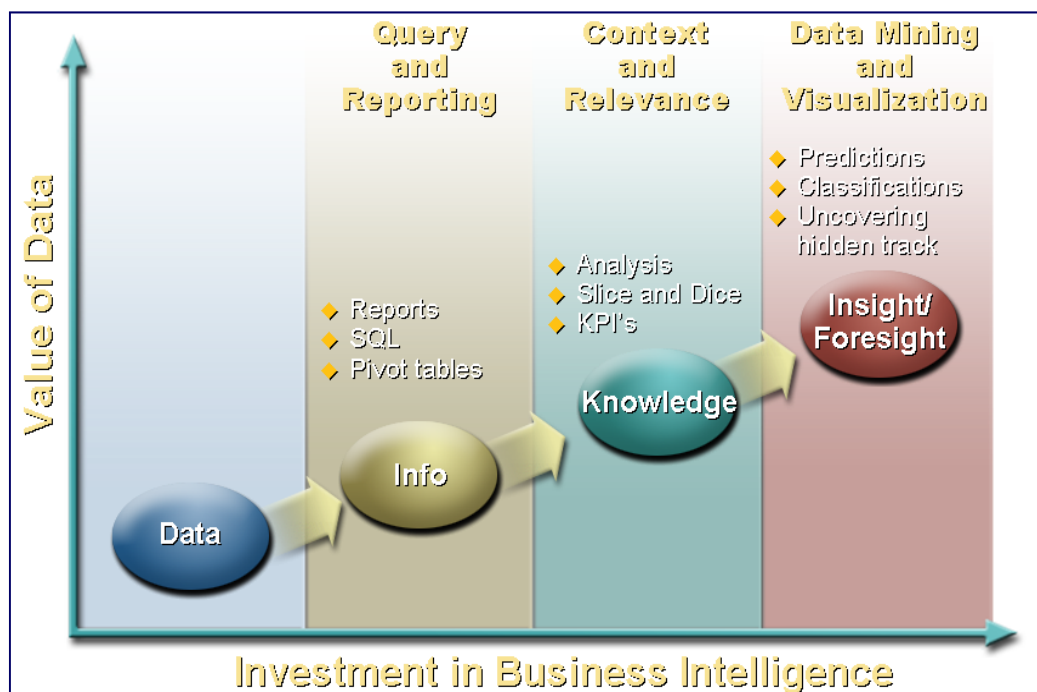 Query
and
Reporting
Context
and
Relevance
Data Mining
and
Visualization
Value of Data
◆ Predictions
◆ Classifications
◆ Uncovering
hidden track
◆ Analysis
◆ Slice and Dice
◆ KPI's
◆ Reports
◆ SQL
◆ Pivot tables
Insight/
Foresight
Knowledge
Info
Data
Investment in Business Intelligence